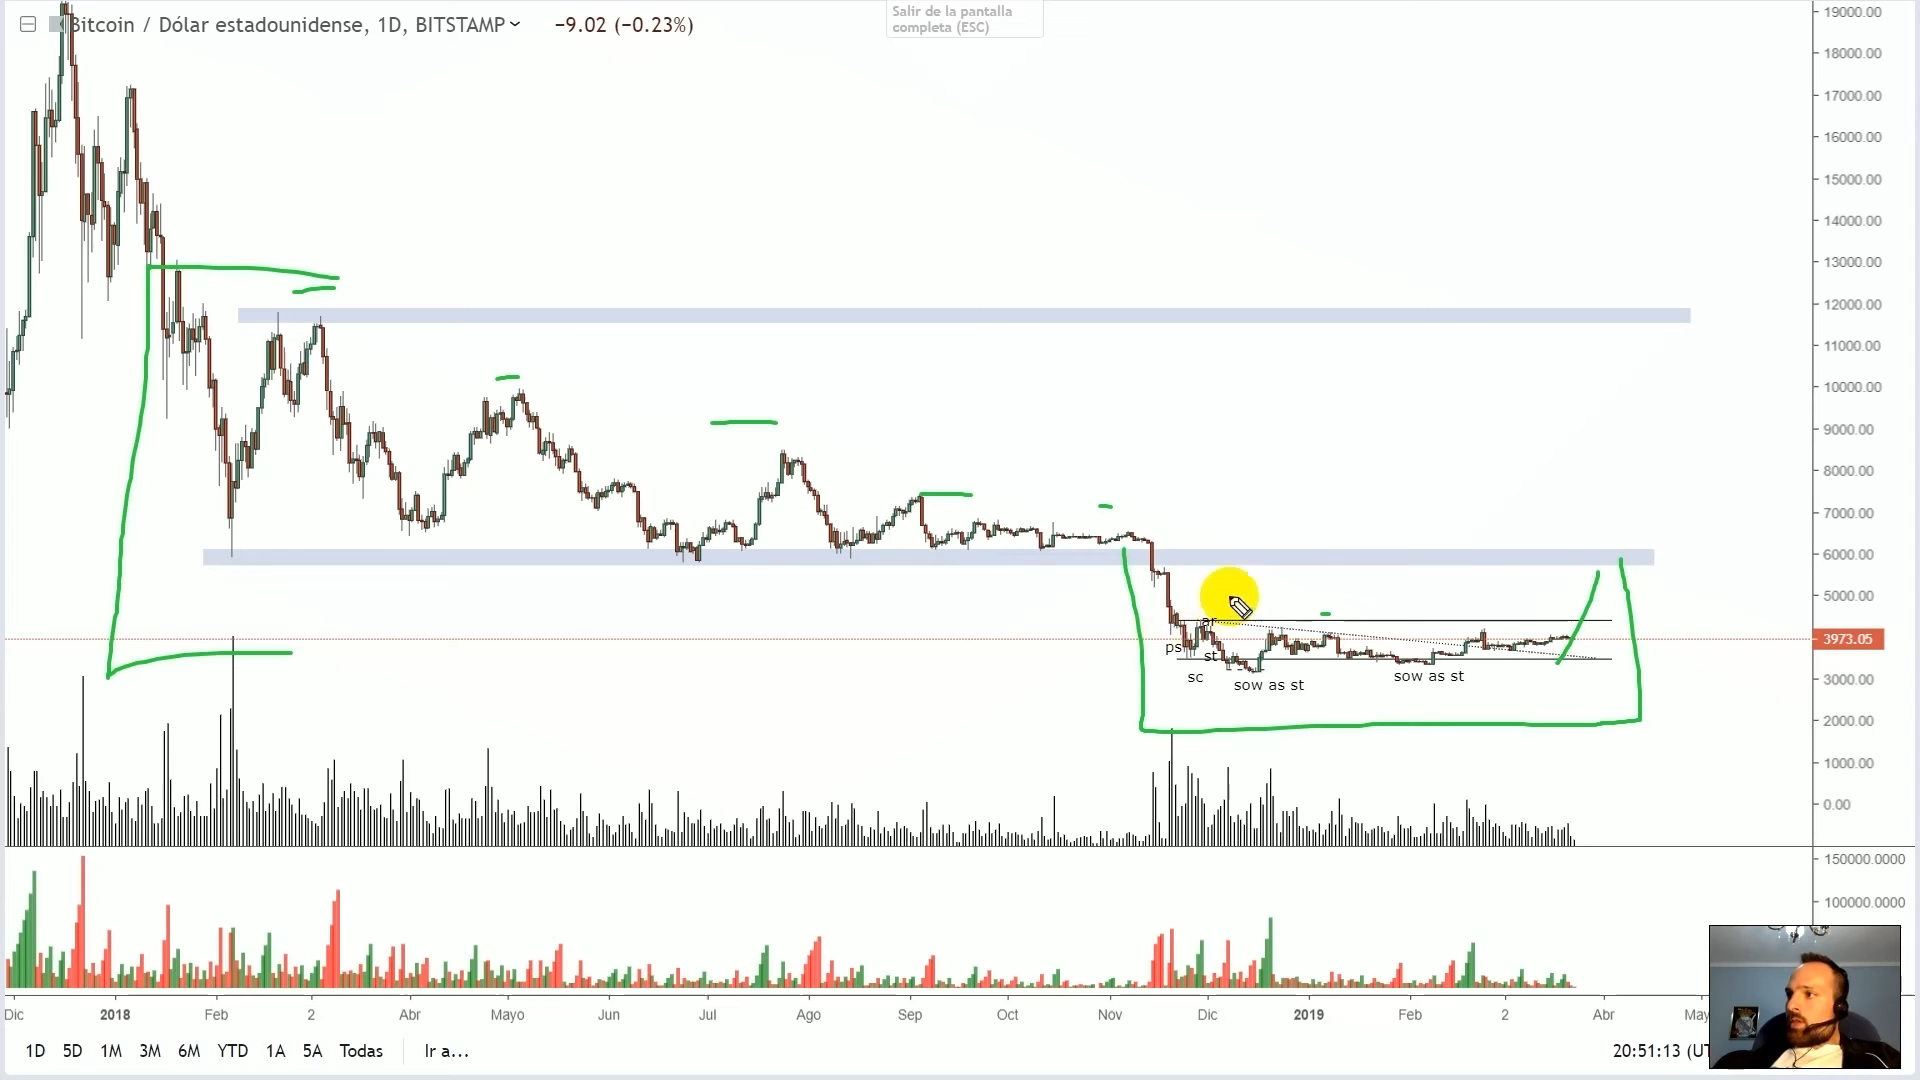 Bitcoin / Dólar estadounidense, 1D, BITSTAMP −9.02 (−0.23%)
Salir de la pantalla
completa (ESC)
19000.00
18000.00
17000.00
16000.00
15000.00
14000.00
13000.00
12000.00
11000.00
10000.00
9000.00
8000.00
7000.00
6000.00
5000.00
3973.05
3000.00
2000.00
1000.00
0.00
150000.0000
100000.0000
ar
ps
st
sc
sow as st
sow as st
Dic 2018 Feb 2 Abr Mayo Jun Jul Ago Sep Oct Nov Dic 2019 Feb 2 Abr May
1D 5D 1M 3M 6M YTD 1A 5A Todas Ir a...
20:51:13 (UT